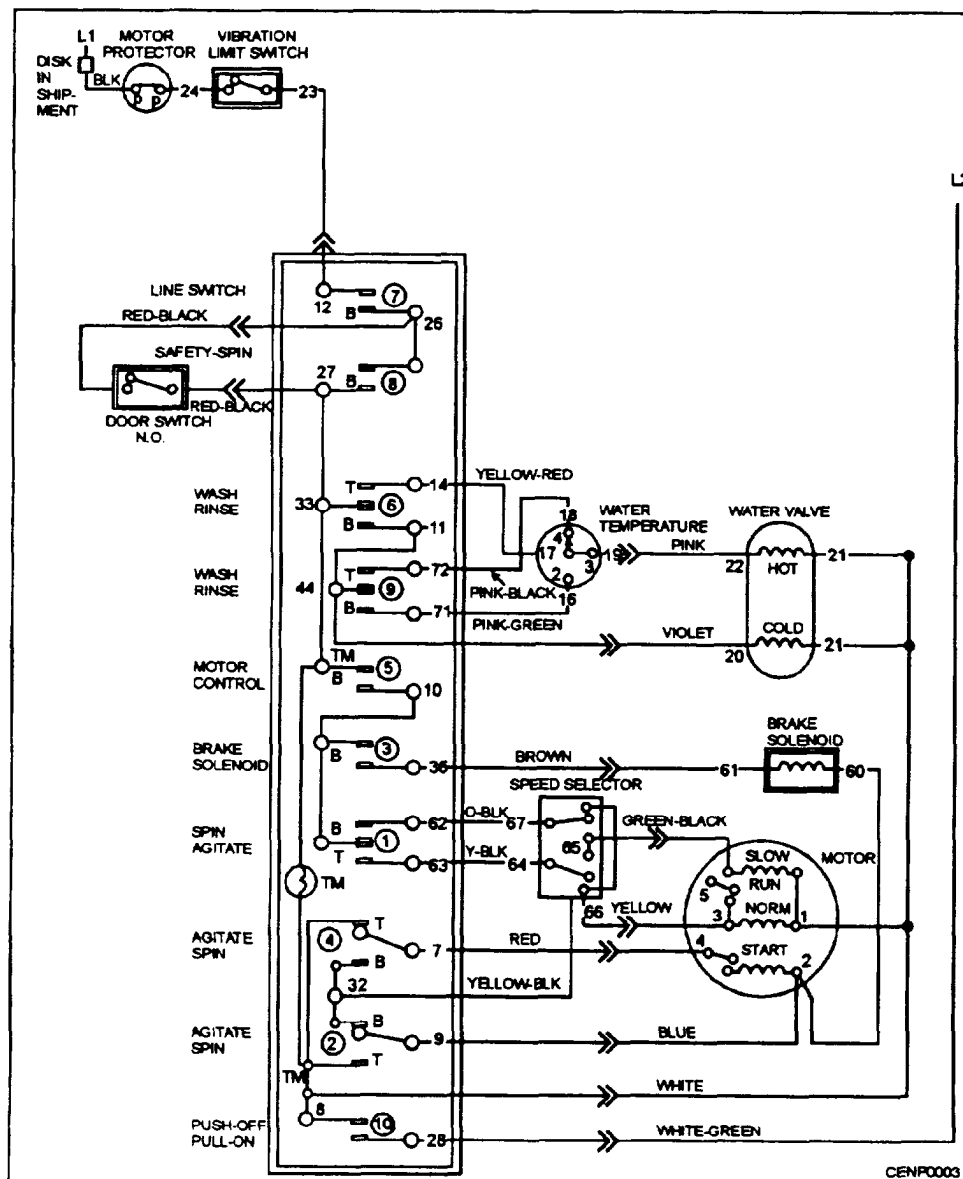 L1
MOTOR PROTECTOR
VIBRATION LIMIT SWITCH
DISK IN SHIP-MENT
BLK
P P
24
23
L2
LINE SWITCH
12
7
B
26
RED-BLACK
SAFETY-SPIN
27
B
8
RED-BLACK
DOOR SWITCH
N.O.
WASH RINSE
33
T
6
B
14
11
YELLOW-RED
WASH RINSE
44
T
9
B
72
71
PINK-BLACK
PINK-GREEN
18
4
17
3
19
2
16
WATER TEMPERATURE
PINK
WATER VALVE
22
HOT
21
VIOLET
20
COLD
21
MOTOR CONTROL
TM
B
5
10
BRAKE SOLENOID
B
3
36
BROWN
61
BRAKE SOLENOID
60
SPEED SELECTOR
SPIN AGITATE
B
1
T
62
O-BLK
67
63
Y-BLK
64
65
66
GREEN-BLACK
YELLOW
MOTOR
SLOW
RUN
5
3
NORM
1
4
START
2
TM
AGITATE SPIN
4
T
B
7
RED
32
YELLOW-BLK
AGITATE SPIN
2
B
T
9
BLUE
TM
WHITE
8
PUSH-OFF PULL-ON
10
28
WHITE-GREEN
CENP0003